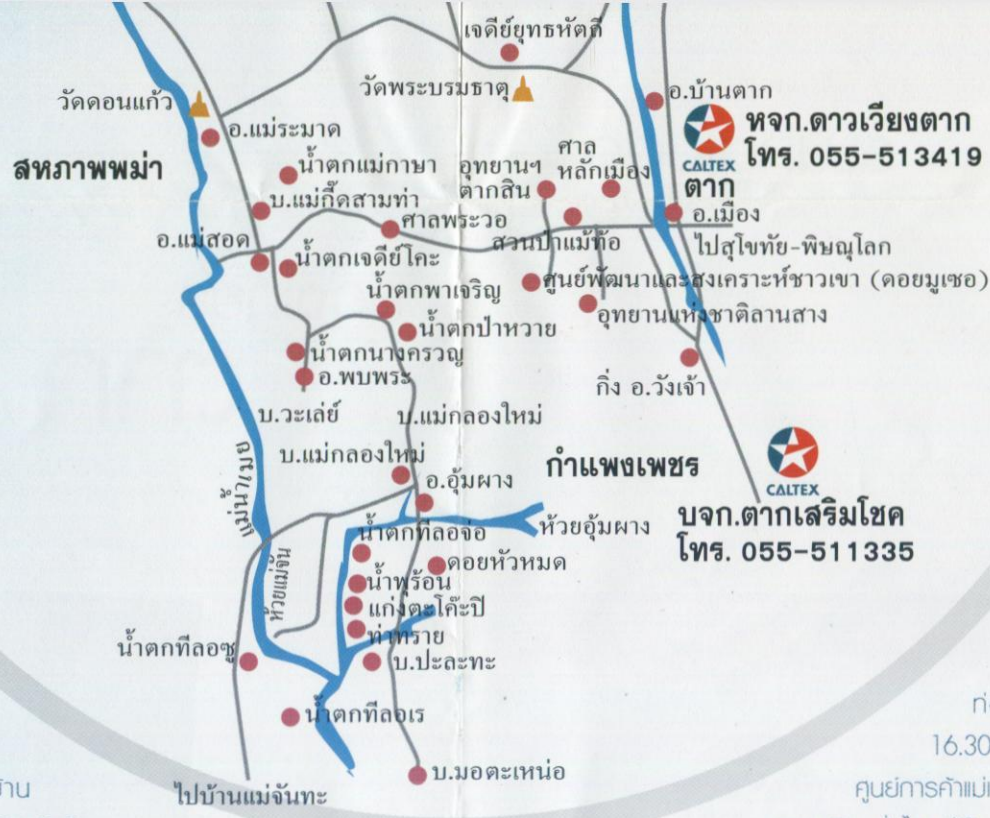 เจดีย์ยุทธหัตถี
วัดพระบรมธาตุ
วัดดอนแก้ว
อ.บ้านตาก
หจก.ดาวเวียงตาก
โทร. 055-513419
CALTEX
ตาก
อ.แม่ระมาด
สหภาพพม่า
น้ำตกแม่กาษา
อุทยานฯ
ตากสิน
ศาล
หลักเมือง
บ.แม่กึ๊ดสามท่า
ศาลพระวอ
อ.เมือง
อ.แม่สอด
สวนป่าแม้ท้อ
ไปสุโขทัย-พิษณุโลก
น้ำตกเจดีย์โคะ
ศูนย์พัฒนาและสงเคราะห์ชาวเขา (ดอยมูเซอ)
น้ำตกพาเจริญ
อุทยานแห่งชาติลานสาง
น้ำตกป่าหวาย
น้ำตกนางครวญ
อ.พบพระ
กิ่ง อ.วังเจ้า
บ.วะเล่ย์
บ.แม่กลองใหม่
บ.แม่กลองใหม่
กำแพงเพชร
CALTEX
อ.อุ้มผาง
บจก.ตากเสริมโชค
โทร. 055-511335
แม่น้ำเมย
ห้วยอุ้มผาง
น้ำตกทีลอจ่อ
ดอยหัวหมด
ห้วยแม่จัน
น้ำพุร้อน
แก่งตะโค๊ะปิ
ท่าทราย
น้ำตกทีลอซู
บ.ปะละทะ
น้ำตกทีลอเร
บ.มอตะเหน่อ
ไปบ้านแม่จันทะ
16.30
ศูนย์การค้าแม่